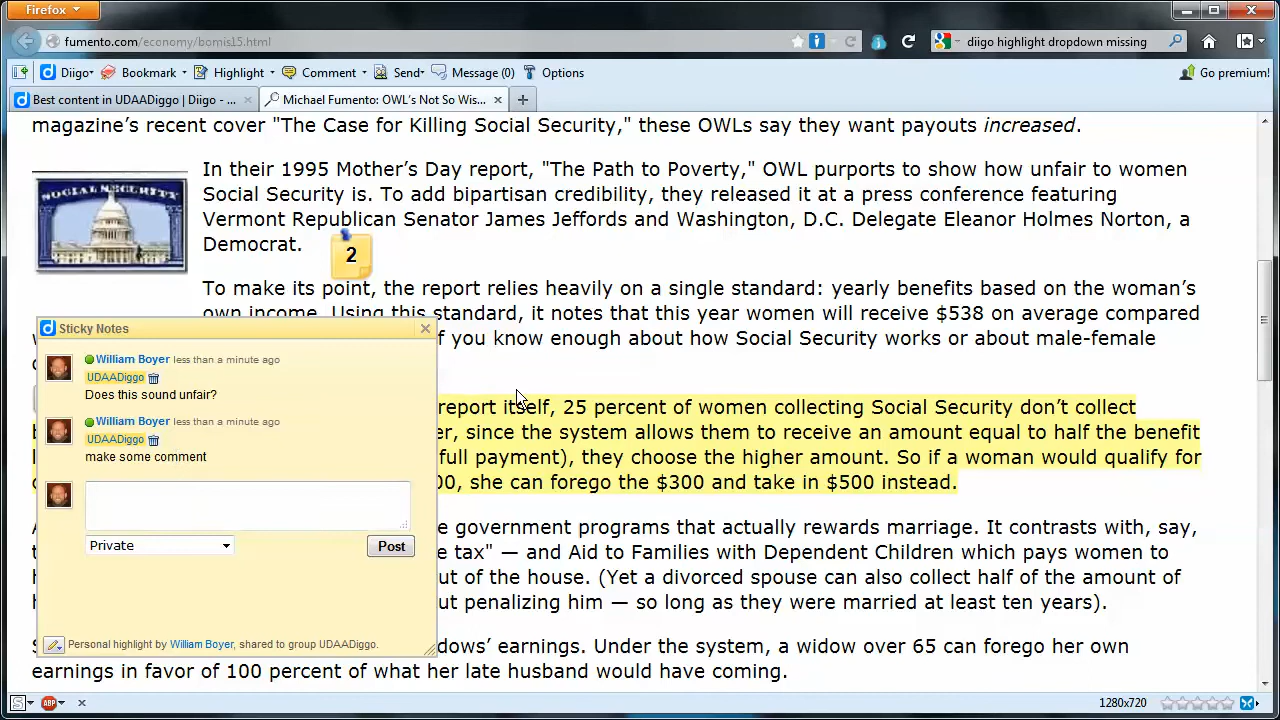 Firefox
fumento.com/economy/bomis15.html
diigo highlight dropdown missing
Diigo
Bookmark
Highlight
Comment
Send
Message (0)
Options
Go premium!
Best content in UDAADiggo | Diigo - ...
Michael Fumento: OWL's Not So Wis...
magazine's recent cover "The Case for Killing Social Security," these OWLs say they want payouts increased.
SOCIAL SECURITY
In their 1995 Mother's Day report, "The Path to Poverty," OWL purports to show how unfair to women
Social Security is. To add bipartisan credibility, they released it at a press conference featuring
Vermont Republican Senator James Jeffords and Washington, D.C. Delegate Eleanor Holmes Norton, a
Democrat.
2
To make its point, the report relies heavily on a single standard: yearly benefits based on the woman's
own income. Using this standard, it notes that this year women will receive $538 on average compared
f you know enough about how Social Security works or about male-female
report itself, 25 percent of women collecting Social Security don't collect
er, since the system allows them to receive an amount equal to half the benefit
full payment), they choose the higher amount. So if a woman would qualify for
00, she can forego the $300 and take in $500 instead.
e government programs that actually rewards marriage. It contrasts with, say,
e tax" — and Aid to Families with Dependent Children which pays women to
ut of the house. (Yet a divorced spouse can also collect half of the amount of
ut penalizing him — so long as they were married at least ten years).
dows' earnings. Under the system, a widow over 65 can forego her own
earnings in favor of 100 percent of what her late husband would have coming.
Sticky Notes
William Boyer less than a minute ago
UDAADiggo
Does this sound unfair?
William Boyer less than a minute ago
UDAADiggo
make some comment
Private
Post
Personal highlight by William Boyer, shared to group UDAADiggo.
ABP
1280x720